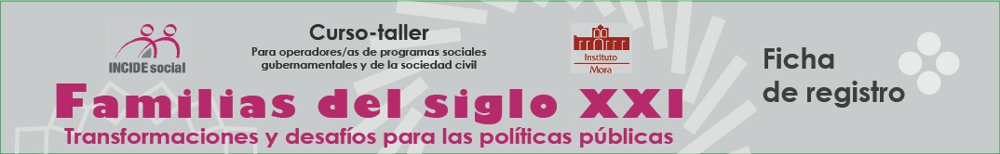 INCIDE social
Curso-taller
Para operadores/as de programas sociales
gubernamentales y de la sociedad civil
Instituto
Mora
Ficha
de registro
Familias del siglo XXI
Transformaciones y desafíos para las políticas públicas